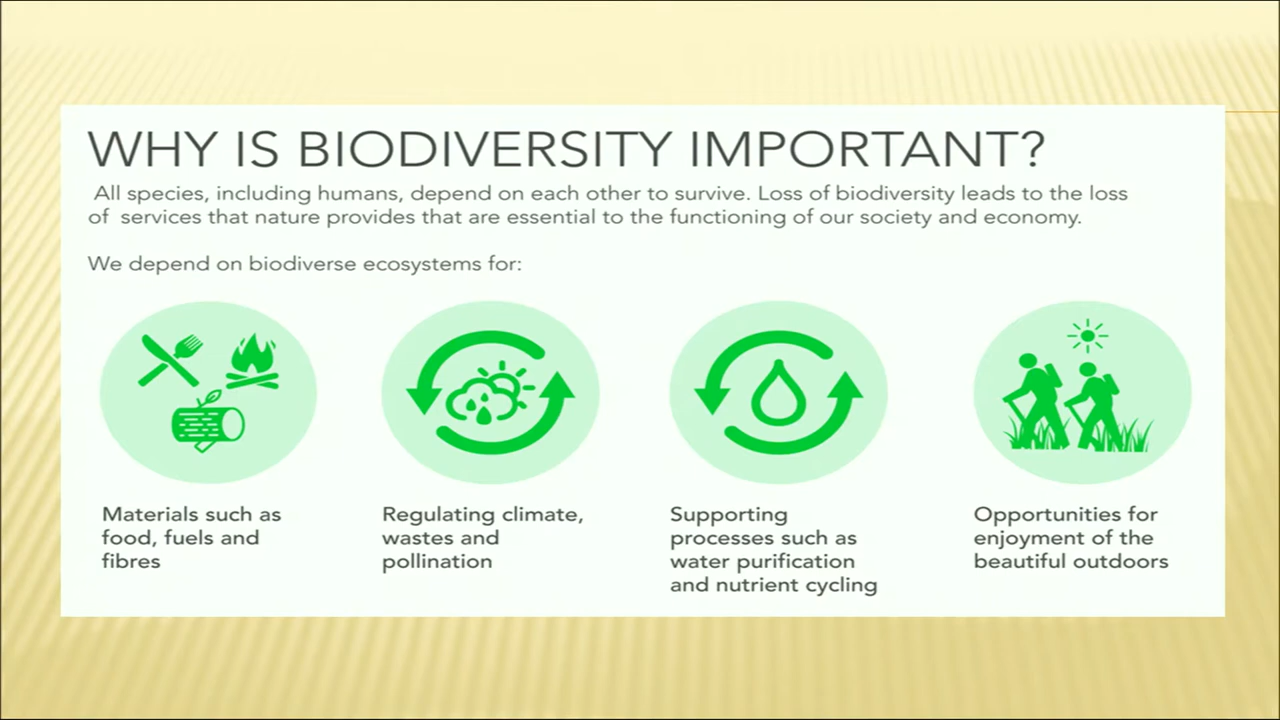 WHY IS BIODIVERSITY IMPORTANT?
All species, including humans, depend on each other to survive. Loss of biodiversity leads to the loss
of services that nature provides that are essential to the functioning of our society and economy.
We depend on biodiverse ecosystems for:
Materials such as
food, fuels and
fibres
Regulating climate,
wastes and
pollination
Supporting
processes such as
water purification
and nutrient cycling
Opportunities for
enjoyment of the
beautiful outdoors